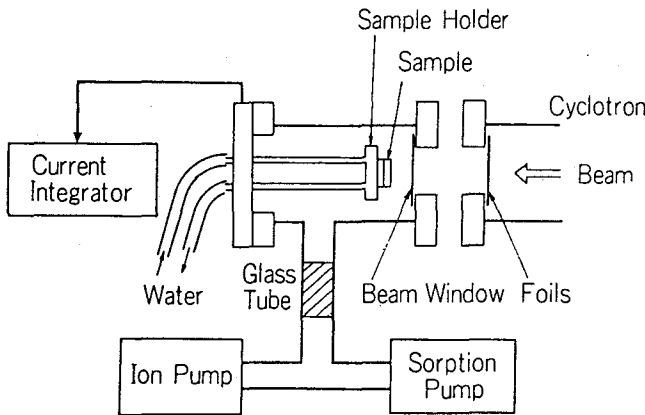 Sample Holder
Sample
Cyclotron
Current
Integrator
Beam
Water
Glass
Tube
Beam Window
Foils
Ion Pump
Sorption
Pump